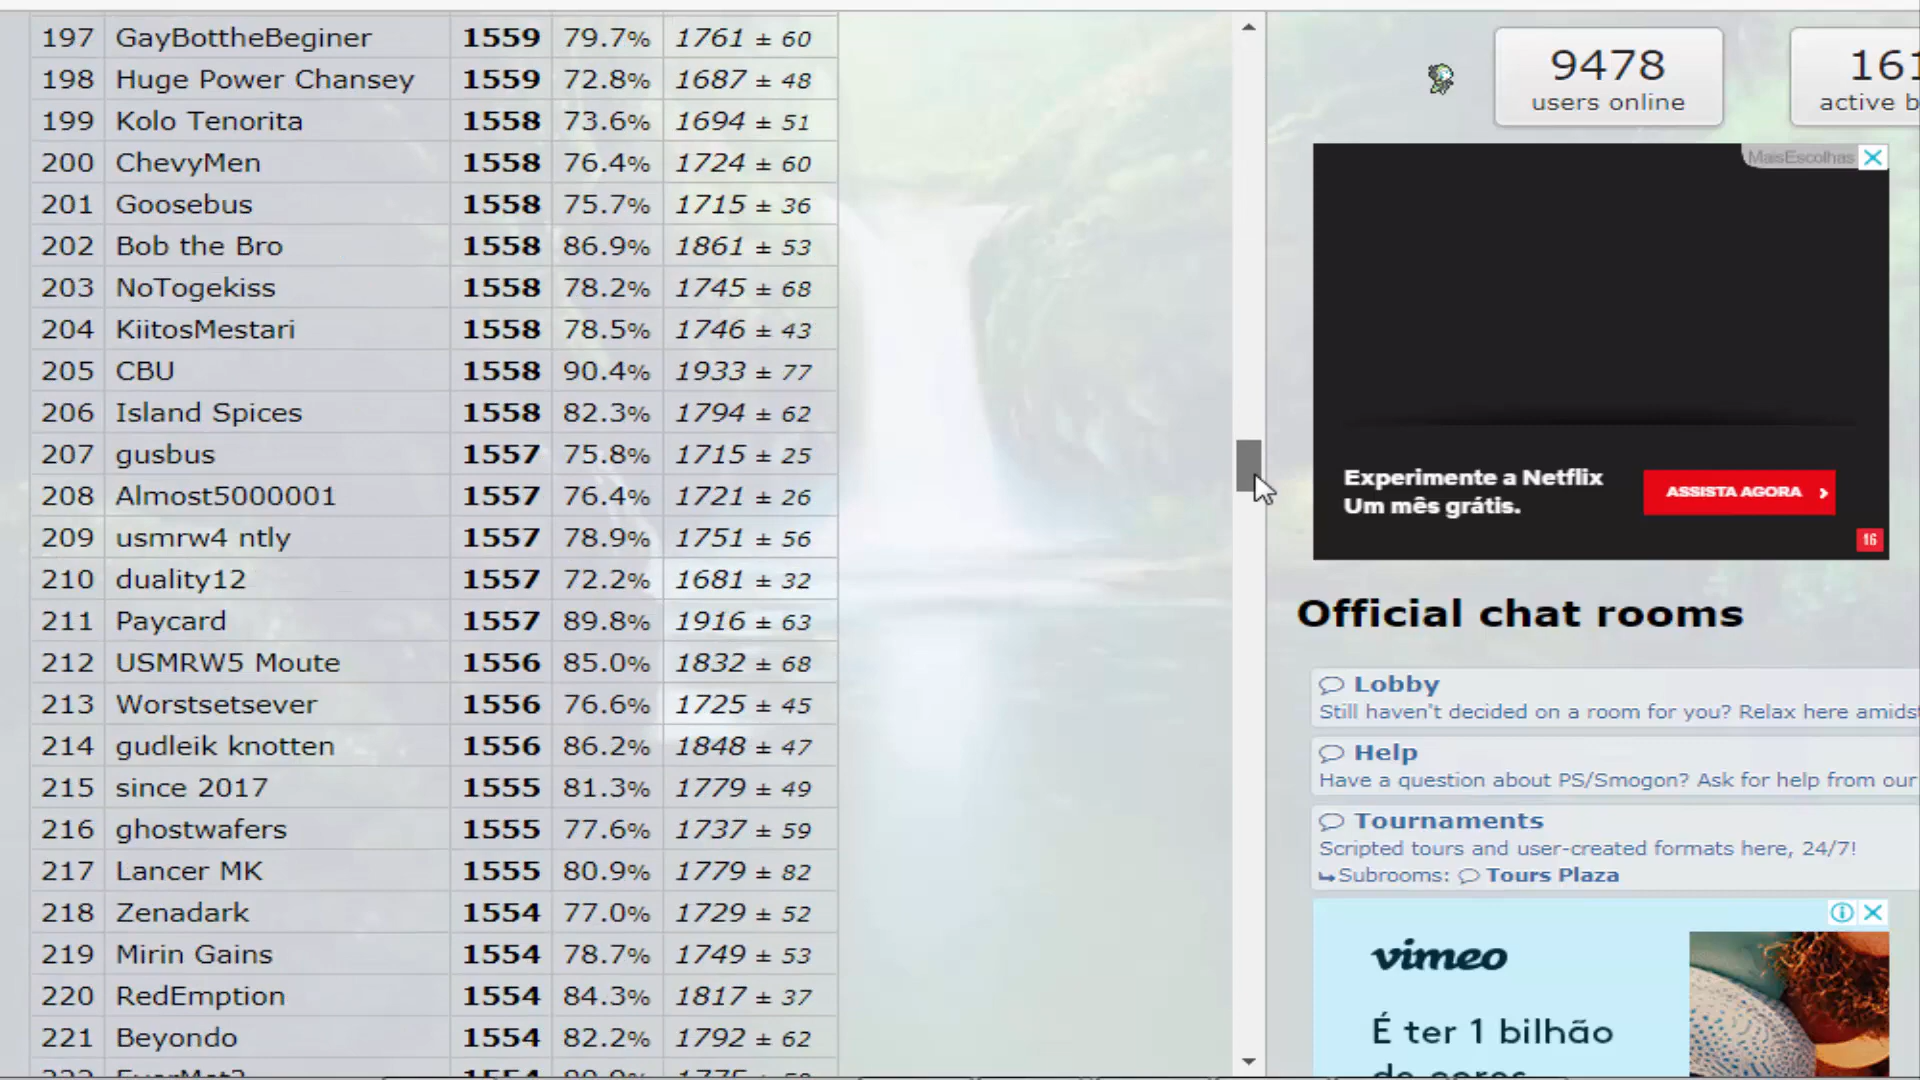 197 GayBottheBeginer 1559 79.7% 1761 ± 60
198 Huge Power Chansey 1559 72.8% 1687 ± 48
199 Kolo Tenorita 1558 73.6% 1694 ± 51
200 ChevyMen 1558 76.4% 1724 ± 60
201 Goosebus 1558 75.7% 1715 ± 36
202 Bob the Bro 1558 86.9% 1861 ± 53
203 NoTogekiss 1558 78.2% 1745 ± 68
204 KiitosMestari 1558 78.5% 1746 ± 43
205 CBU 1558 90.4% 1933 ± 77
206 Island Spices 1558 82.3% 1794 ± 62
207 gusbus 1557 75.8% 1715 ± 25
208 Almost5000001 1557 76.4% 1721 ± 26
209 usmrw4 ntly 1557 78.9% 1751 ± 56
210 duality12 1557 72.2% 1681 ± 32
211 Paycard 1557 89.8% 1916 ± 63
212 USMRW5 Moute 1556 85.0% 1832 ± 68
213 Worstsetsever 1556 76.6% 1725 ± 45
214 gudleik knotten 1556 86.2% 1848 ± 47
215 since 2017 1555 81.3% 1779 ± 49
216 ghostwafers 1555 77.6% 1737 ± 59
217 Lancer MK 1555 80.9% 1779 ± 82
218 Zenadark 1554 77.0% 1729 ± 52
219 Mirin Gains 1554 78.7% 1749 ± 53
220 RedEmption 1554 84.3% 1817 ± 37
221 Beyondo 1554 82.2% 1792 ± 62
9478
users online
161
active b
MaisEscolhas
Experimente a Netflix
Um mês grátis.
ASSISTA AGORA
16
Official chat rooms
Lobby
Still haven't decided on a room for you? Relax here amidst
Help
Have a question about PS/Smogon? Ask for help from our
Tournaments
Scripted tours and user-created formats here, 24/7!
Subrooms: Tours Plaza
vimeo
É ter 1 bilhão
de cores